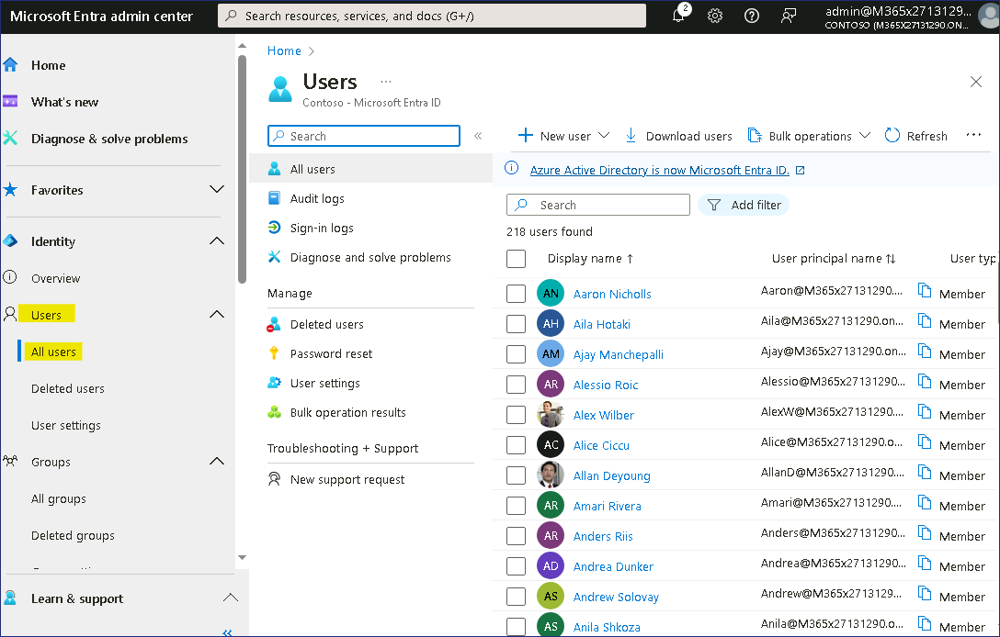 Microsoft Entra admin center
Search resources, services, and docs (G+/)
2
admin@M365x2713129...
CONTOSO (M365X27131290.ON...
Home
What's new
Diagnose & solve problems
Favorites
Identity
Overview
Users
All users
Deleted users
User settings
Groups
All groups
Deleted groups
Learn & support
Home
Users
Contoso - Microsoft Entra ID
Search
All users
Audit logs
Sign-in logs
Diagnose and solve problems
Manage
Deleted users
Password reset
User settings
Bulk operation results
Troubleshooting + Support
New support request
New user
Download users
Bulk operations
Refresh
Azure Active Directory is now Microsoft Entra ID.
Search
Add filter
218 users found
Display name ↑ User principal name ↑↓ User typ
AN Aaron Nicholls Aaron@M365x27131290.... Member
AH Aila Hotaki Aila@M365x27131290.on... Member
AM Ajay Manchepalli Ajay@M365x27131290.on... Member
AR Alessio Roic Alessio@M365x27131290... Member
Alex Wilber AlexW@M365x27131290.... Member
AC Alice Ciccu Alice@M365x27131290.o... Member
Allan Deyoung AllanD@M365x27131290.... Member
AR Amari Rivera Amari@M365x27131290.... Member
AR Anders Riis Anders@M365x27131290... Member
AD Andrea Dunker Andrea@M365x27131290... Member
AS Andrew Solovay Andrew@M365x27131290... Member
AS Anila Shkoza Anila@M365x27131290.o... Member